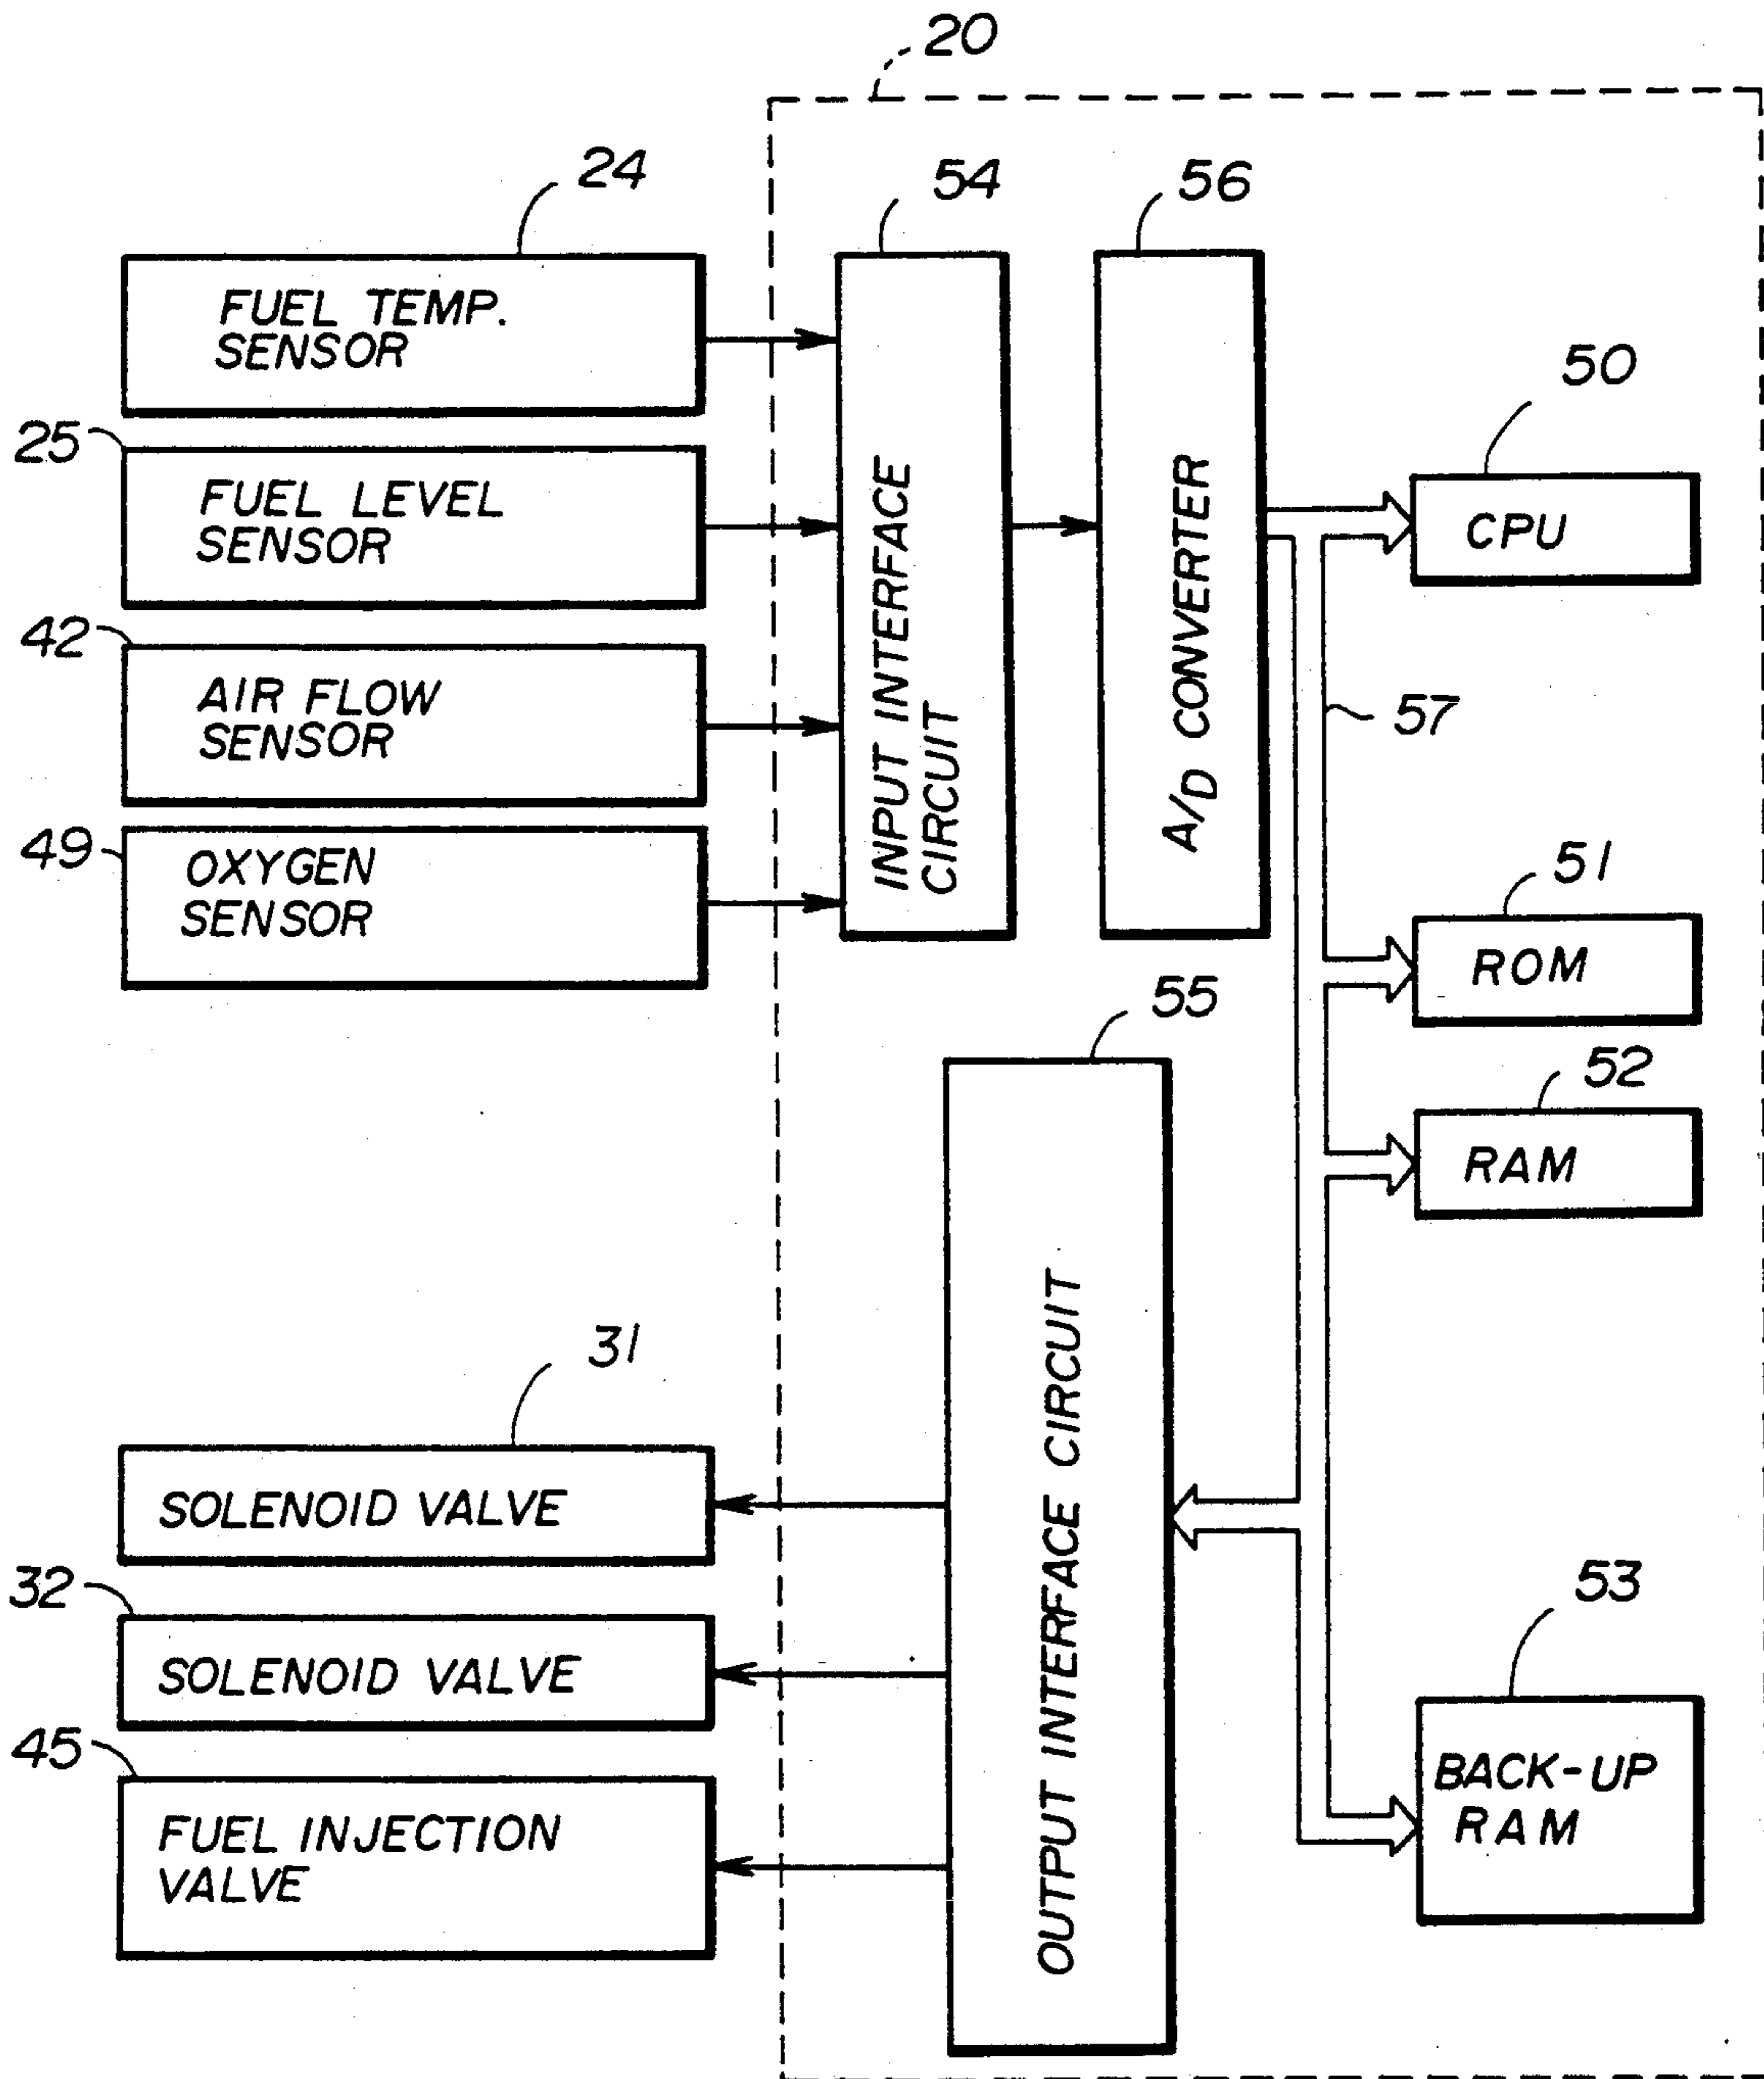 20
24
54
56
FUEL TEMP.
SENSOR
50
25
FUEL LEVEL
SENSOR
CPU
42
AIR FLOW
SENSOR
INPUT INTERFACE
CIRCUIT
A/D CONVERTER
57
49
OXYGEN
SENSOR
51
ROM
55
52
RAM
31
SOLENOID VALVE
OUTPUT INTERFACE CIRCUIT
32
SOLENOID VALVE
53
45
FUEL INJECTION
VALVE
BACK-UP
RAM